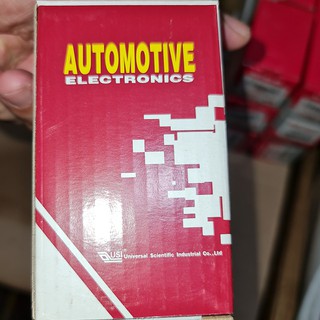 AUTOMOTIVE
ELECTRONICS
USI Universal Scientific Industrial Co.,Ltd